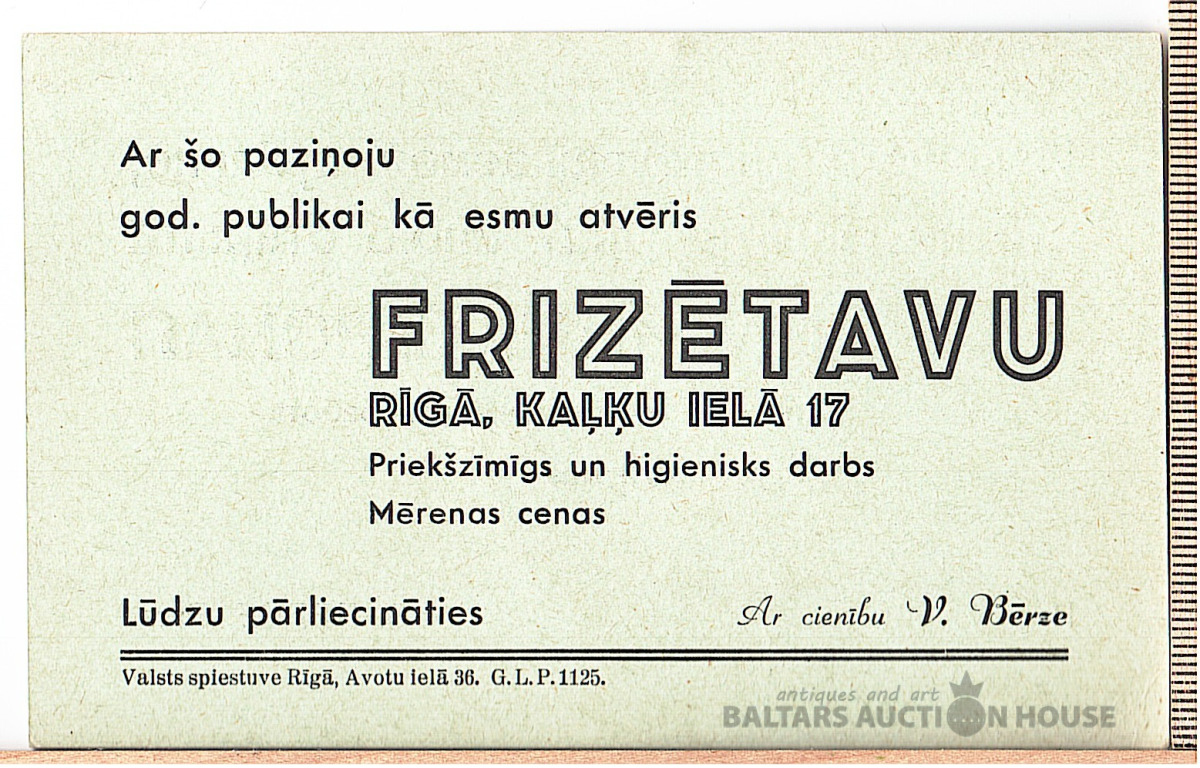 Ar šo paziņoju
god. publikai kā esmu atvēris
FRIZĒTAVU
RĪGĀ, KAĻĶU IELĀ 17
Priekšzīmīgs un higienisks darbs
Mērenas cenas
Lūdzu pārliecināties
Ar cienību V. Bērze
Valsts spiestuve Rīgā, Avotu ielā 36. G. L. P. 1125.
antiques and art
BALTARS AUCTION HOUSE